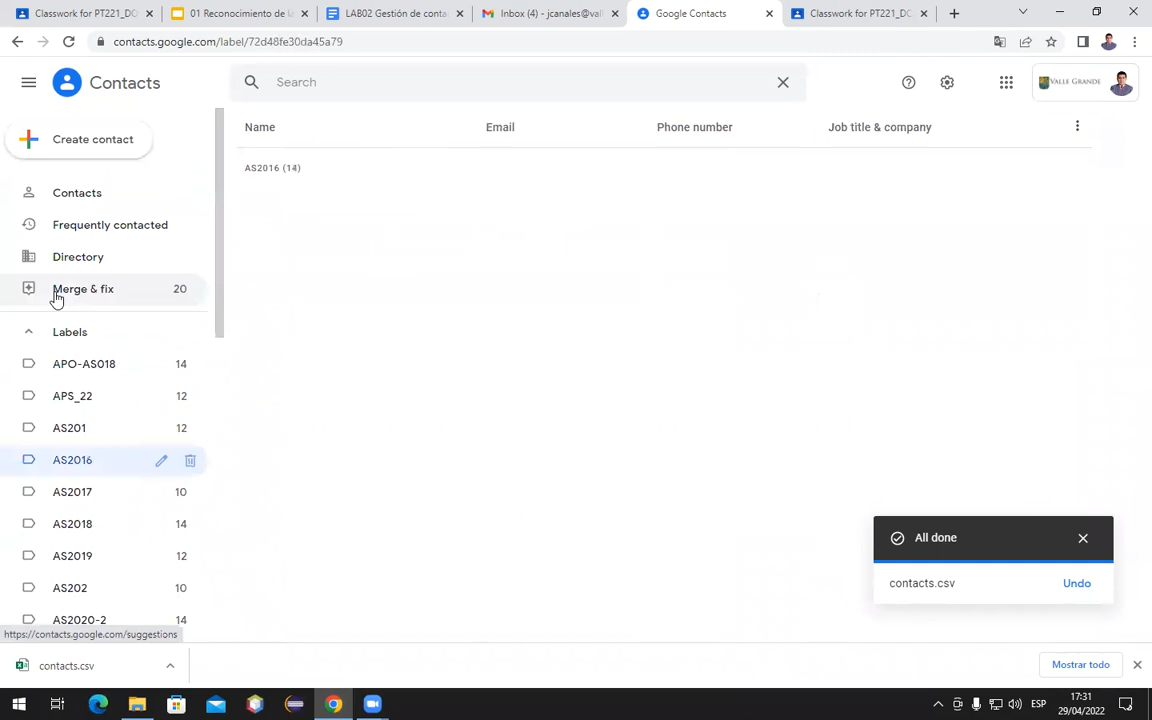 Classwork for PT221_DO
01 Reconocimiento de la
LAB02 Gestión de conta
Inbox (4) - jcanales@vall
Google Contacts
Classwork for PT221_DO
contacts.google.com/label/72d48fe30da45a79
Contacts
Search
VALLE GRANDE
Create contact
Name
Email
Phone number
Job title & company
AS2016 (14)
Contacts
Frequently contacted
Directory
Merge & fix
20
Labels
APO-AS018
14
APS_22
12
AS201
12
AS2016
AS2017
10
AS2018
14
AS2019
12
AS202
10
AS2020-2
14
All done
contacts.csv
Undo
https://contacts.google.com/suggestions
contacts.csv
Mostrar todo
ESP
17:31
29/04/2022